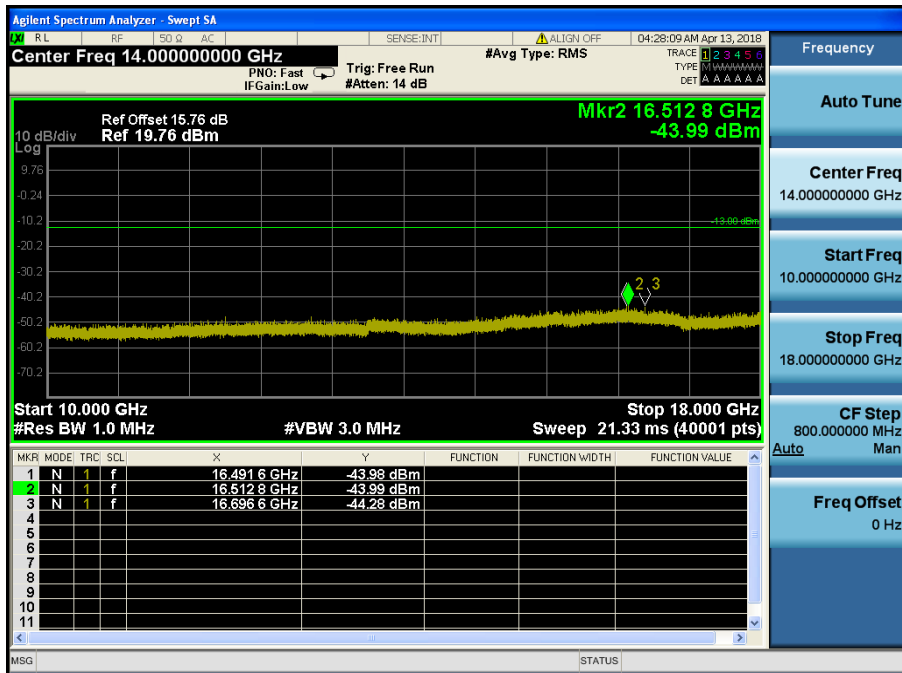 Agilent Spectrum Analyzer - Swept SA
LXI RL RF 50 Ω AC SENSE:INT ALIGN OFF 04:28:09 AM Apr 13, 2018
Center Freq 14.000000000 GHz
PNO: Fast
IFGain:Low
Trig: Free Run
#Atten: 14 dB
#Avg Type: RMS
TRACE 1 2 3 4 5 6
TYPE M WWWWW
DET A A A A A A
Mkr2 16.512 8 GHz
-43.99 dBm
Ref Offset 15.76 dB
10 dB/div Ref 19.76 dBm
Log
9.76
-0.24
-10.2
-13.00 dBm
-20.2
-30.2
-40.2
-50.2
-60.2
-70.2
2 3
Start 10.000 GHz Stop 18.000 GHz
#Res BW 1.0 MHz #VBW 3.0 MHz Sweep 21.33 ms (40001 pts)
MKR MODE TRC SCL X Y FUNCTION FUNCTION WIDTH FUNCTION VALUE
1 N 1 f 16.491 6 GHz -43.98 dBm
2 N 1 f 16.512 8 GHz -43.99 dBm
3 N 1 f 16.696 6 GHz -44.28 dBm
4
5
6
7
8
9
10
11
MSG STATUS
Frequency
Auto Tune
Center Freq
14.000000000 GHz
Start Freq
10.000000000 GHz
Stop Freq
18.000000000 GHz
CF Step
800.000000 MHz
Auto Man
Freq Offset
0 Hz